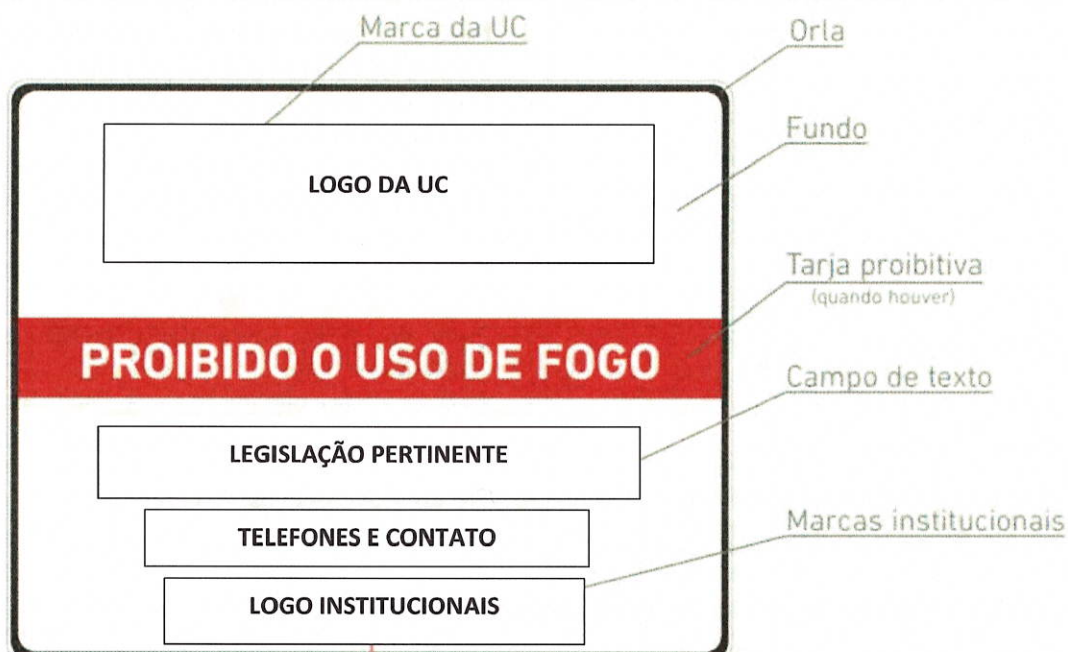 Marca da UC
Orla
Fundo
LOGO DA UC
Tarja proibitiva
(quando houver)
PROIBIDO O USO DE FOGO
Campo de texto
LEGISLAÇÃO PERTINENTE
Marcas institucionais
TELEFONES E CONTATO
LOGO INSTITUCIONAIS